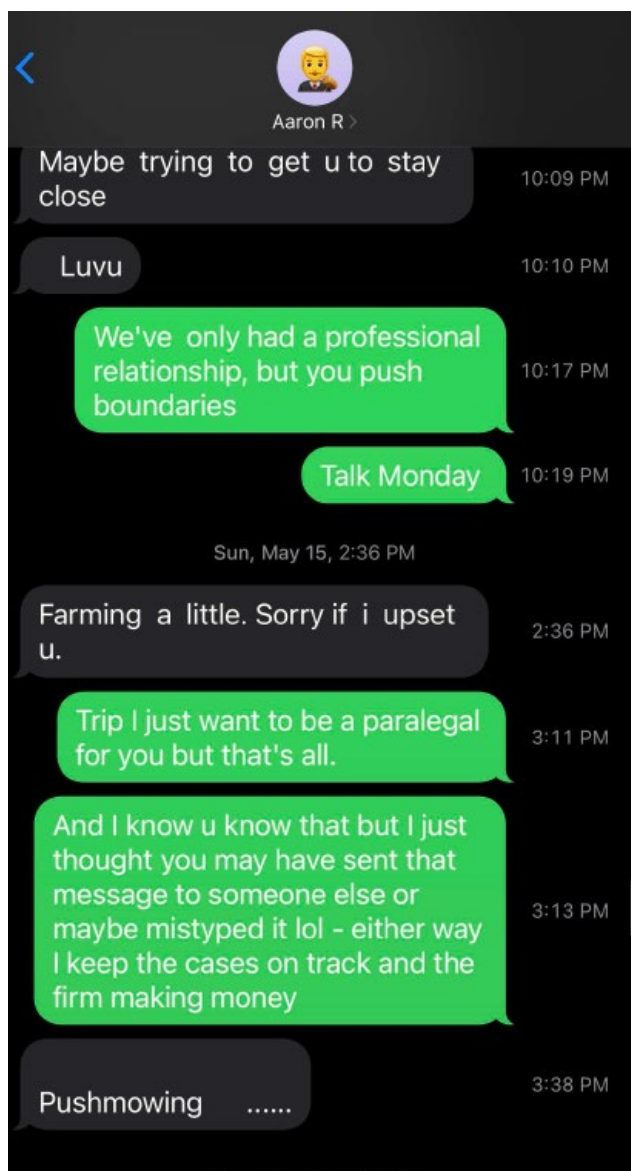 Aaron R
Maybe trying to get u to stay
close
10:09 PM
Luvu
10:10 PM
We've only had a professional
relationship, but you push
boundaries
10:17 PM
Talk Monday
10:19 PM
Sun, May 15, 2:36 PM
Farming a little. Sorry if i upset
u.
2:36 PM
Trip I just want to be a paralegal
for you but that's all.
3:11 PM
And I know u know that but I just
thought you may have sent that
message to someone else or
maybe mistyped it lol - either way
I keep the cases on track and the
firm making money
3:13 PM
Pushmowing ......
3:38 PM